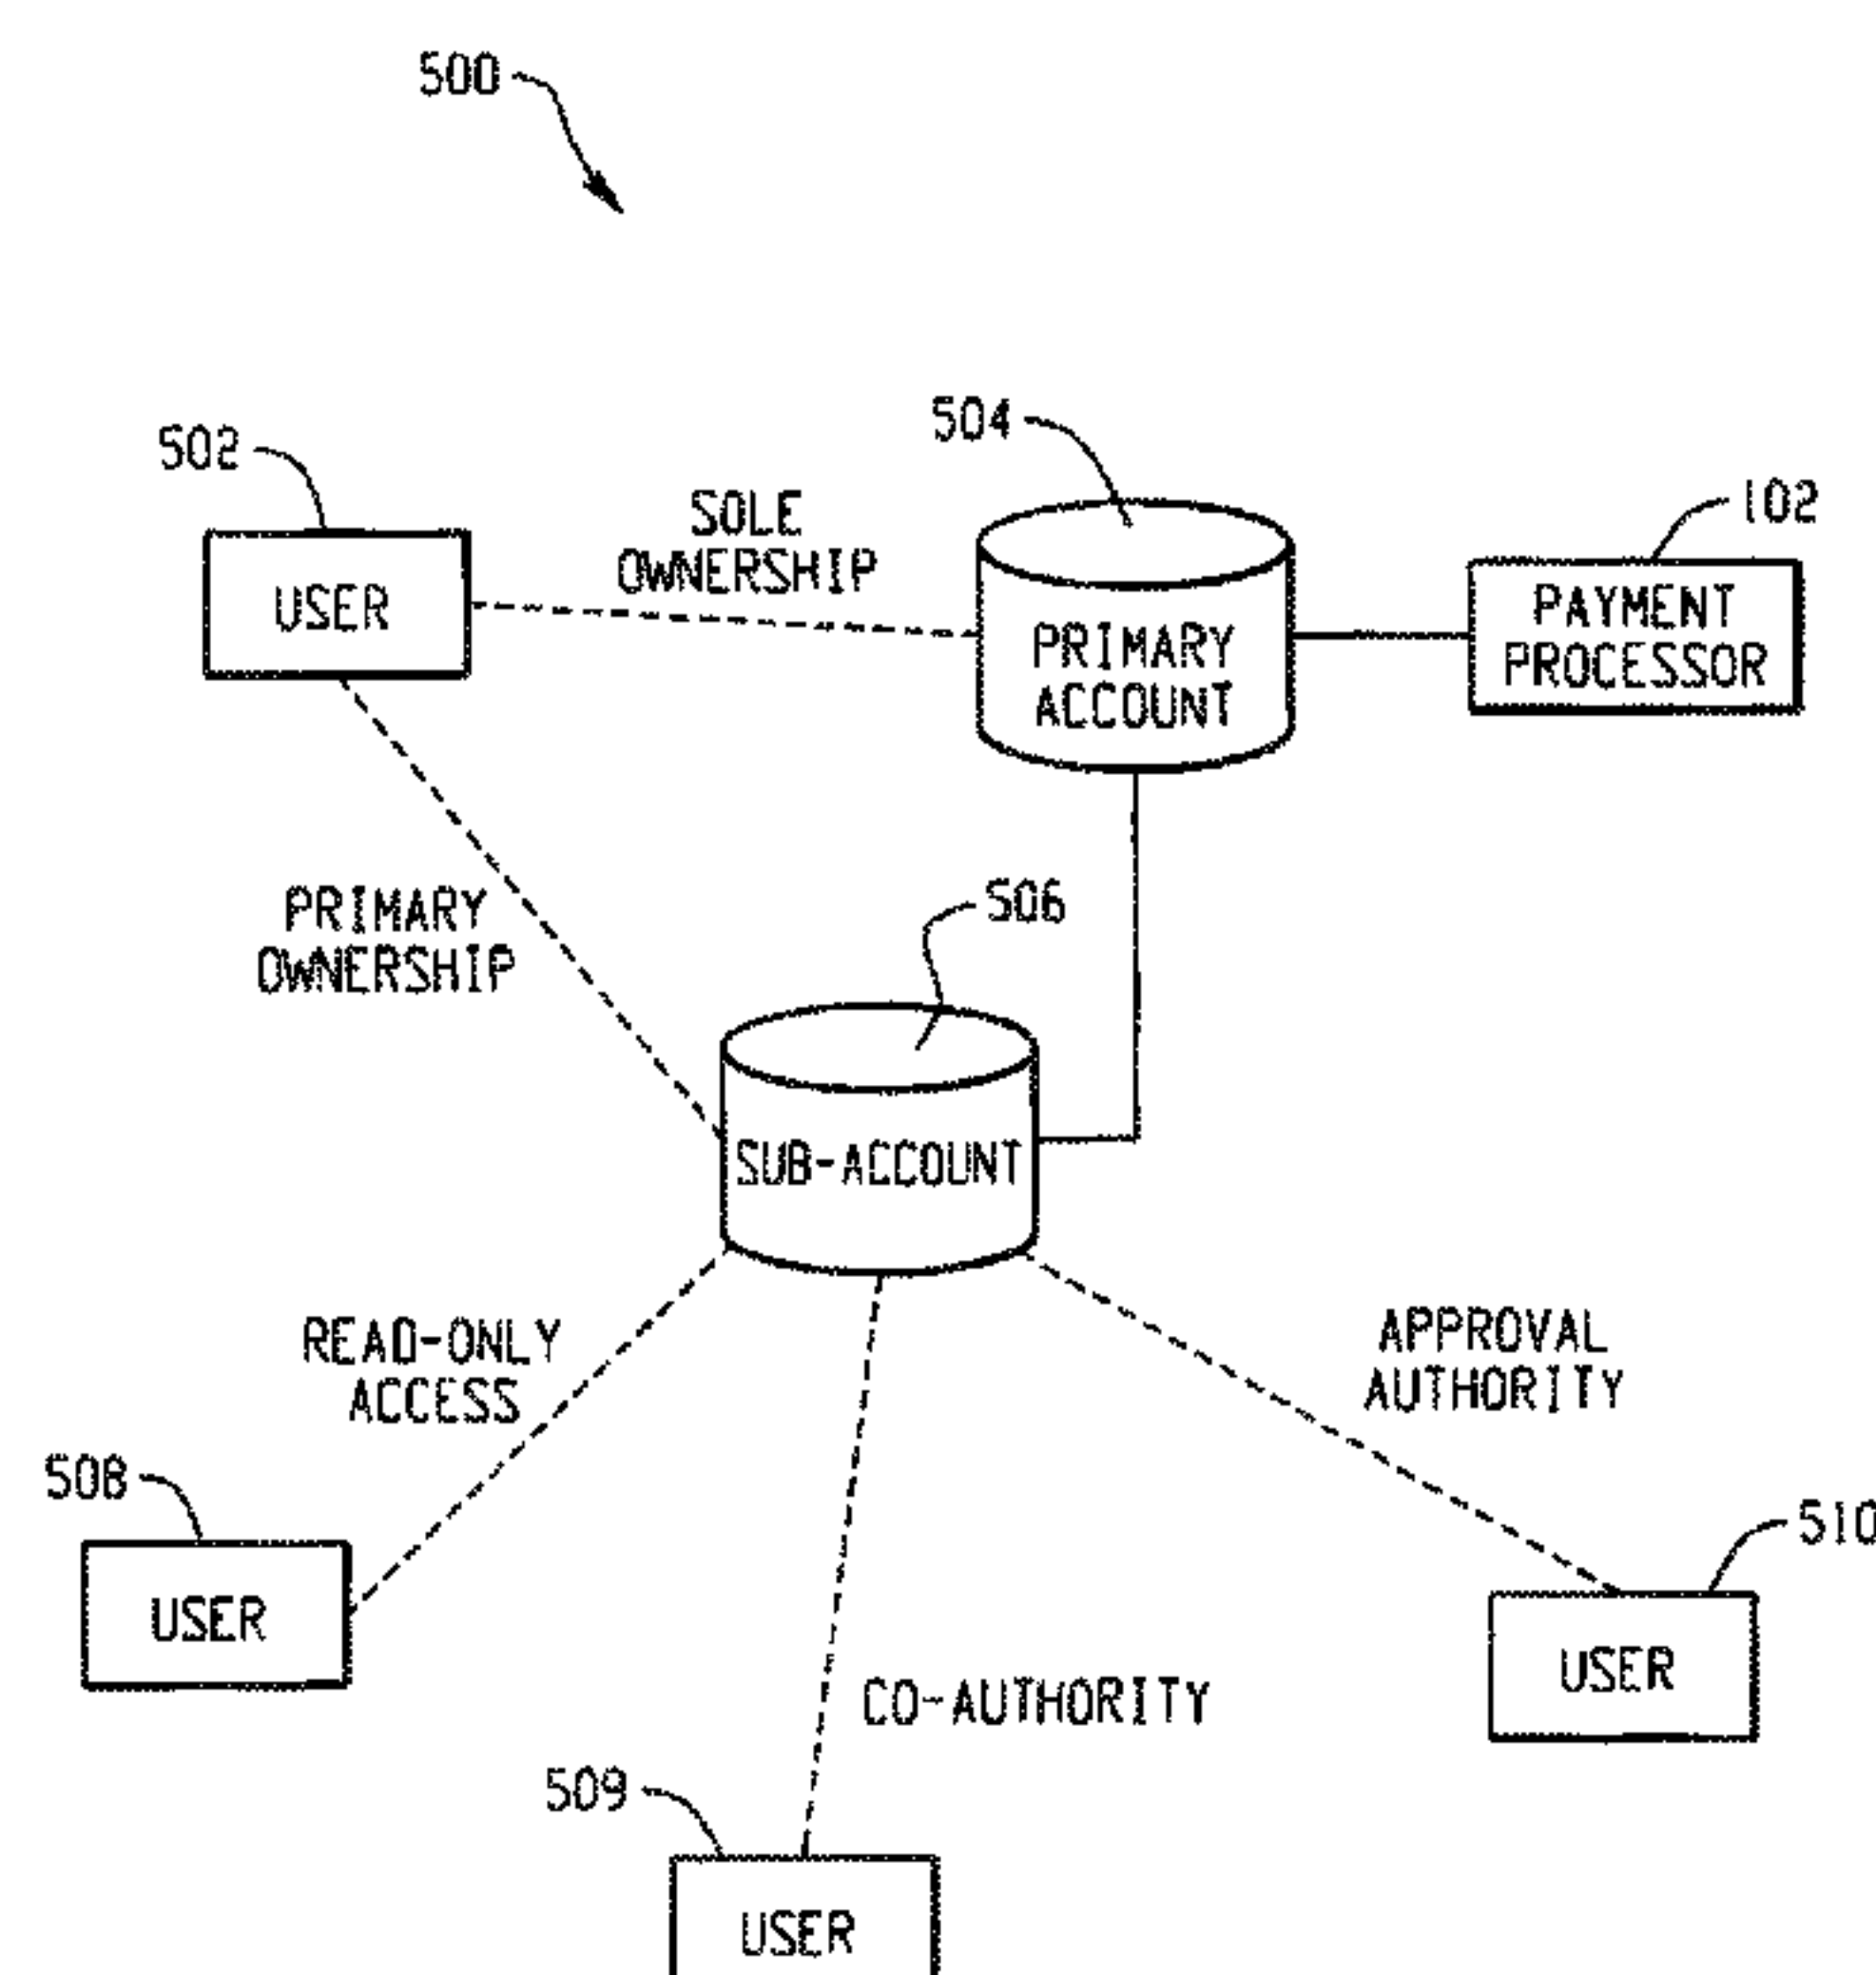 500
502
504
102
SOLE
OWNERSHIP
USER
PRIMARY
ACCOUNT
PAYMENT
PROCESSOR
PRIMARY
OWNERSHIP
506
SUB-ACCOUNT
READ-ONLY
ACCESS
APPROVAL
AUTHORITY
508
USER
510
USER
CO-AUTHORITY
509
USER